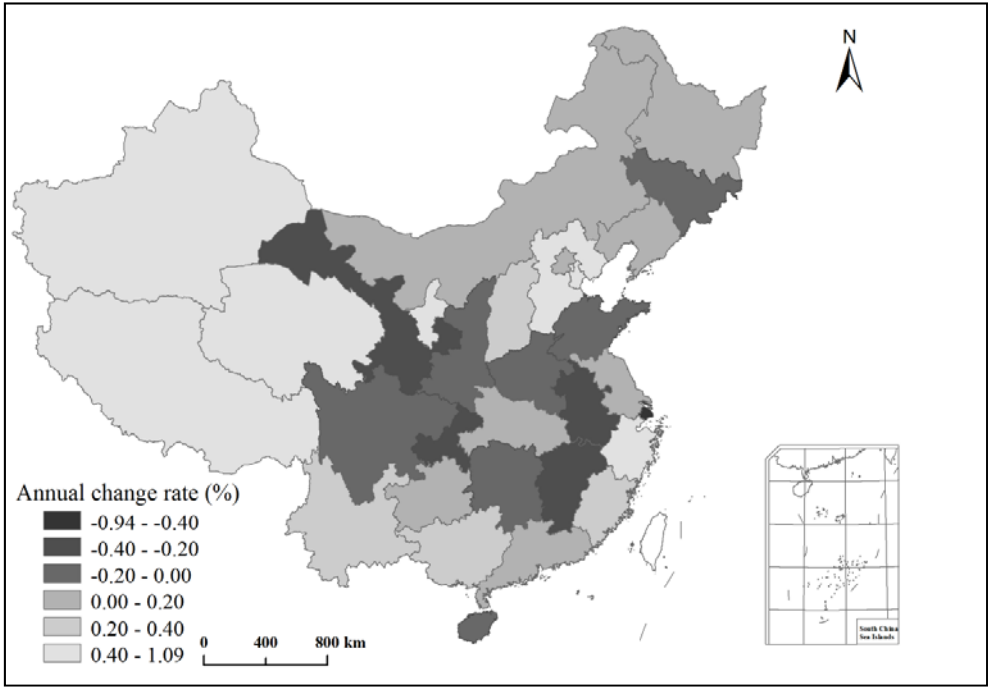 N
Annual change rate (%)
-0.94 - -0.40
-0.40 - -0.20
-0.20 - 0.00
0.00 - 0.20
0.20 - 0.40
0.40 - 1.09
0 400 800 km
South China
Sea Islands